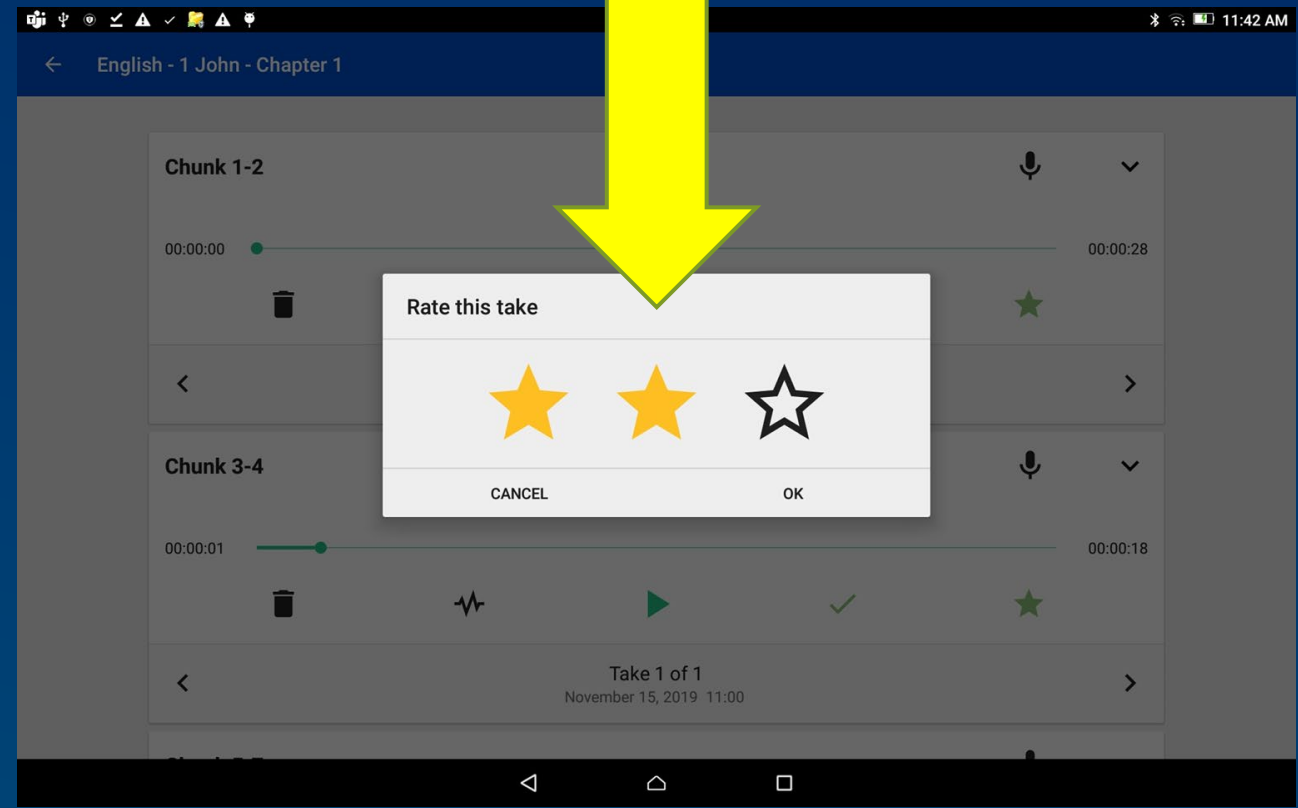 11:42 AM
English - 1 John - Chapter 1
Chunk 1-2
00:00:00
00:00:28
Rate this take
Chunk 3-4
CANCEL
OK
00:00:01
00:00:18
Take 1 of 1
November 15, 2019 11:00